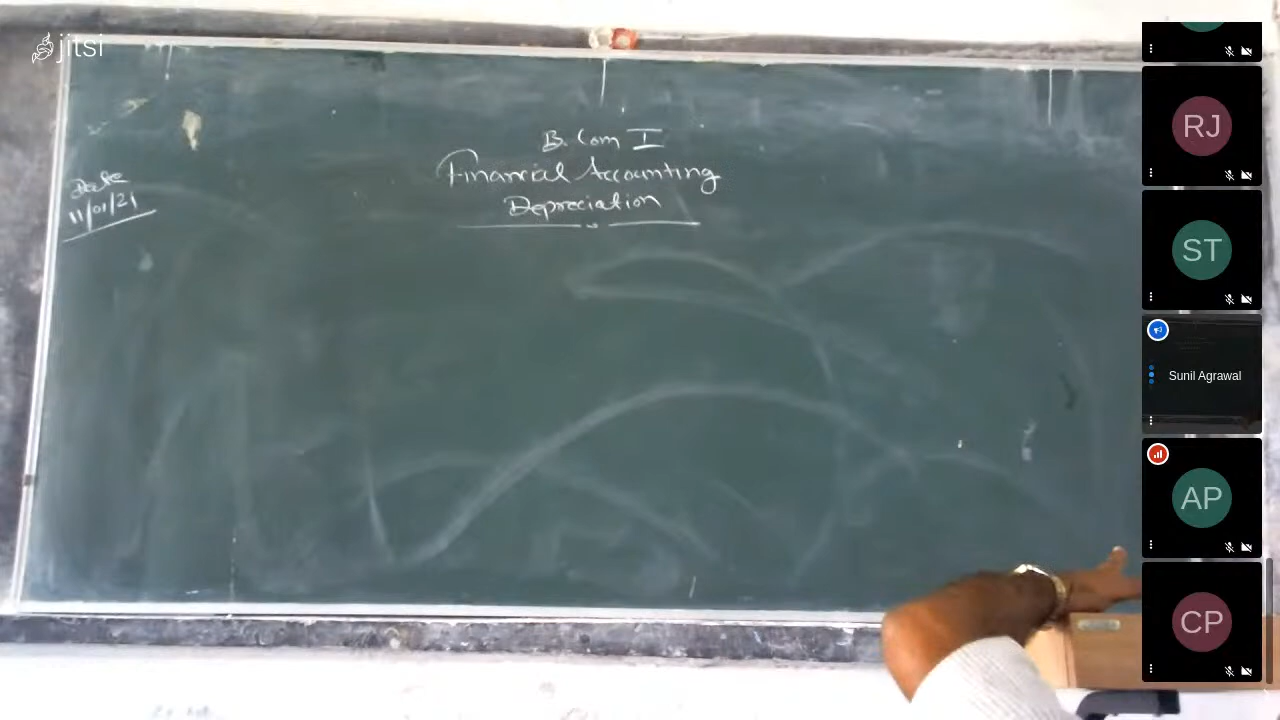 jitsi
B. Com I
Financial Accounting
Depreciation
Date
11/01/21
RJ
ST
Sunil Agrawal
AP
CP